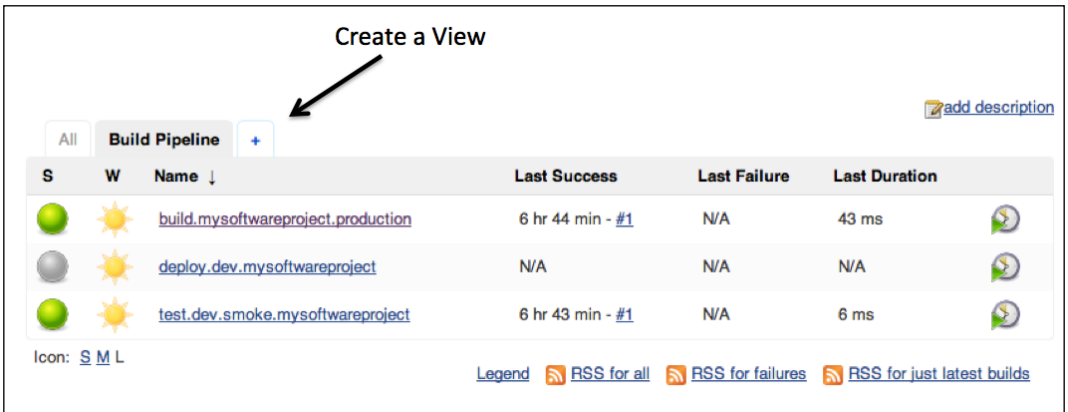 Create a View
add description
All Build Pipeline +
S W Name ↓ Last Success Last Failure Last Duration
build.mysoftwareproject.production 6 hr 44 min - #1 N/A 43 ms
deploy.dev.mysoftwareproject N/A N/A N/A
test.dev.smoke.mysoftwareproject 6 hr 43 min - #1 N/A 6 ms
Icon: S M L
Legend RSS for all RSS for failures RSS for just latest builds